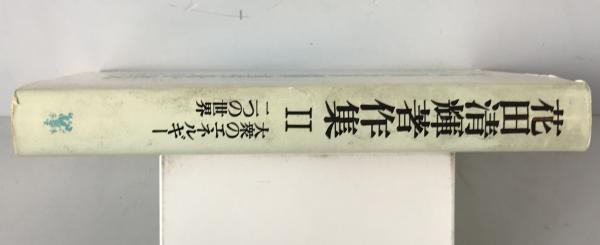 花田清輝著作集 II
大衆のエネルギー
二つの世界